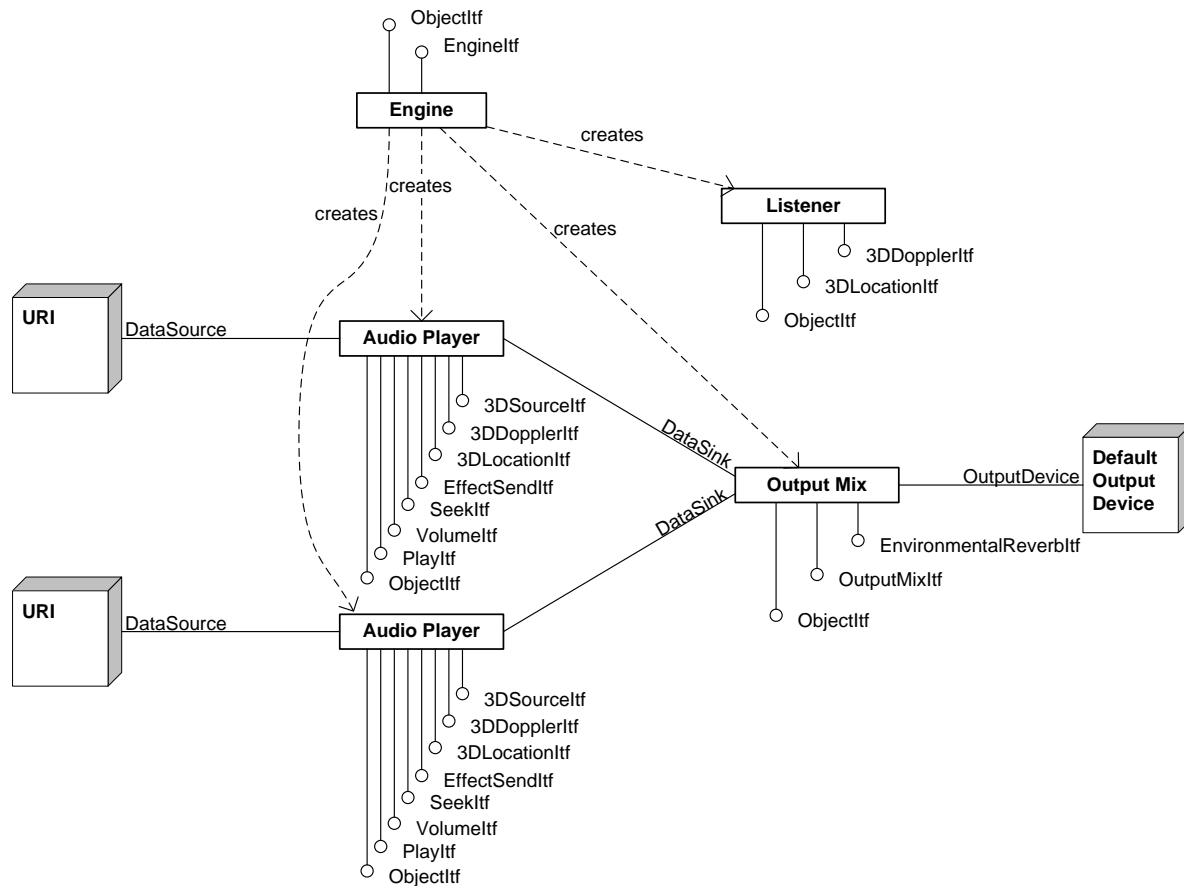 ObjectItf
EngineItf
Engine
creates
creates
creates
creates
Listener
3DDopplerItf
3DLocationItf
ObjectItf
URI
DataSource
Audio Player
3DSourceItf
3DDopplerItf
3DLocationItf
EffectSendItf
SeekItf
VolumeItf
PlayItf
ObjectItf
DataSink
DataSink
Output Mix
OutputDevice
Default
Output
Device
EnvironmentalReverbItf
OutputMixItf
ObjectItf
URI
DataSource
Audio Player
3DSourceItf
3DDopplerItf
3DLocationItf
EffectSendItf
SeekItf
VolumeItf
PlayItf
ObjectItf